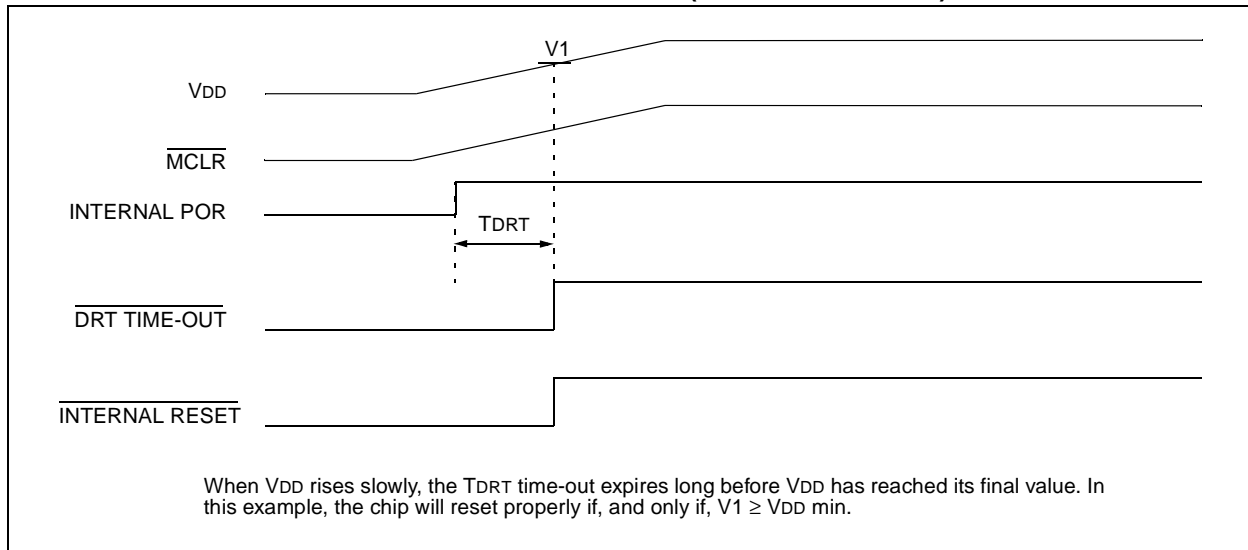 V1
VDD
MCLR
INTERNAL POR
TDRT
DRT TIME-OUT
INTERNAL RESET
When VDD rises slowly, the TDRT time-out expires long before VDD has reached its final value. In
this example, the chip will reset properly if, and only if, V1 ≥ VDD min.